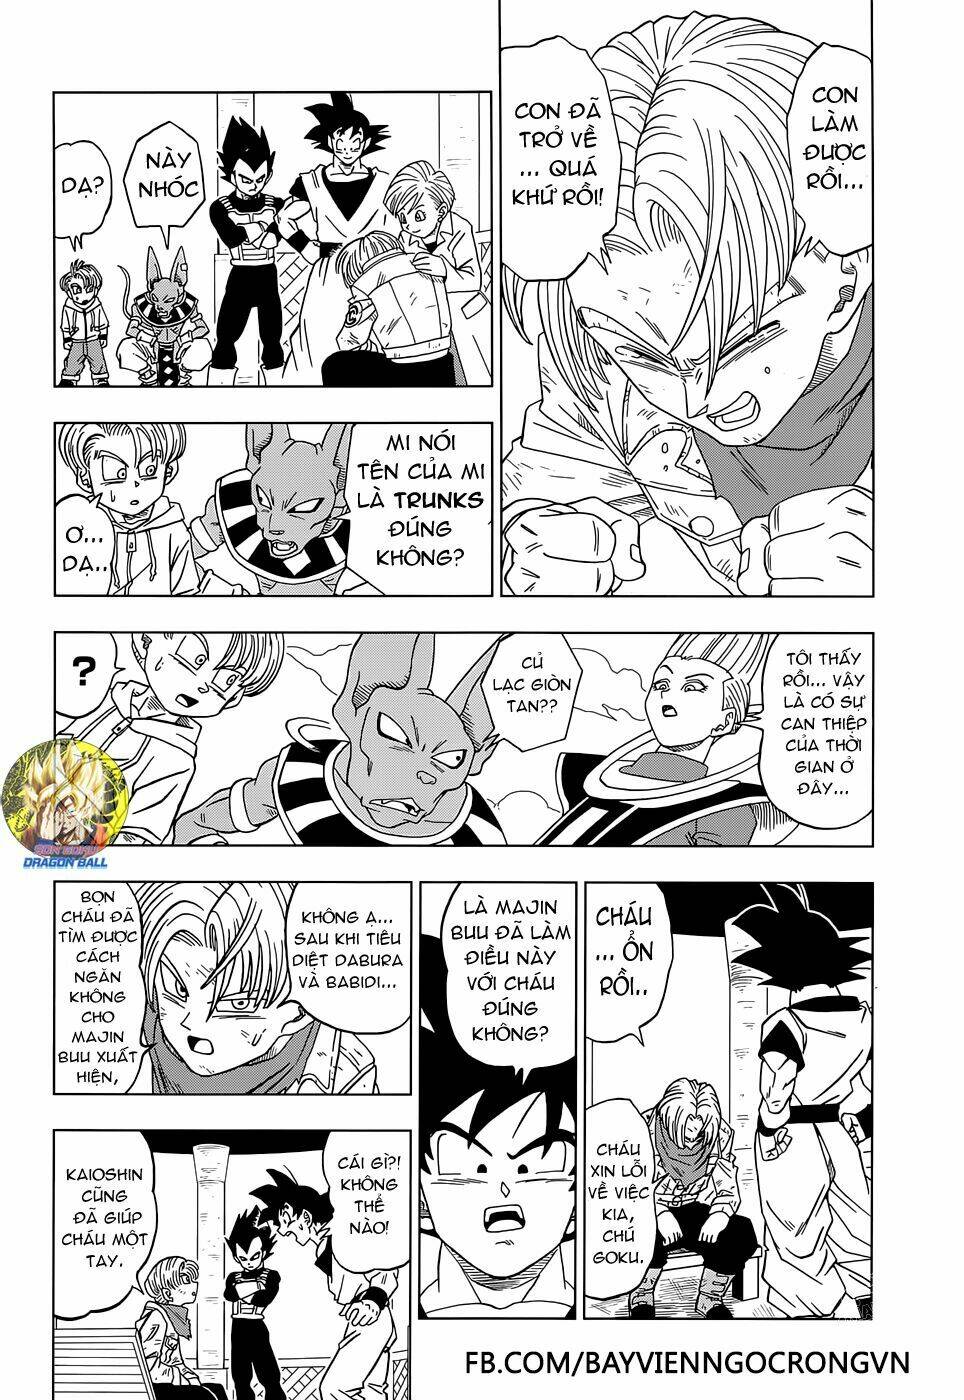 CON
LÀM
ĐƯỢC
RỒI...
CON ĐÃ
TRỞ VỀ
... QUÁ
KHỨ RỒI!
NÀY
NHÓC
DẠ?
MI NÓI
TÊN CỦA MI
LÀ TRUNKS
ĐÚNG
KHÔNG?
Ơ...
DẠ..
TÔI THẤY
RỒI... VẬY
LÀ CÓ SỰ
CAN THIỆP
CỦA THỜI
GIAN Ở
ĐÂY...
CỦ
LẠC GIÒN
TAN??
?
SON GOKU
DRAGON BALL
CHÁU
... ỔN
RỒI..
CHÁU
XIN LỖI
VỀ VIỆC
KIA,
CHÚ
GOKU.
LÀ MAJIN
BUU ĐÃ LÀM
ĐIỀU NÀY
VỚI CHÁU
ĐÚNG
KHÔNG?
KHÔNG Ạ...
SAU KHI TIÊU
DIỆT DABURA
VÀ BABIDI...
BỌN
CHÁU ĐÃ
TÌM ĐƯỢC
CÁCH
NGĂN
KHÔNG
CHO
MAJIN
BUU XUẤT
HIỆN,
CÁI GÌ?!
KHÔNG
THỂ
NÀO!
KAIOSHIN
CŨNG
ĐÃ GIÚP
CHÁU MỘT
TAY.
FB.COM/BAYVIENNGOCRONGVN